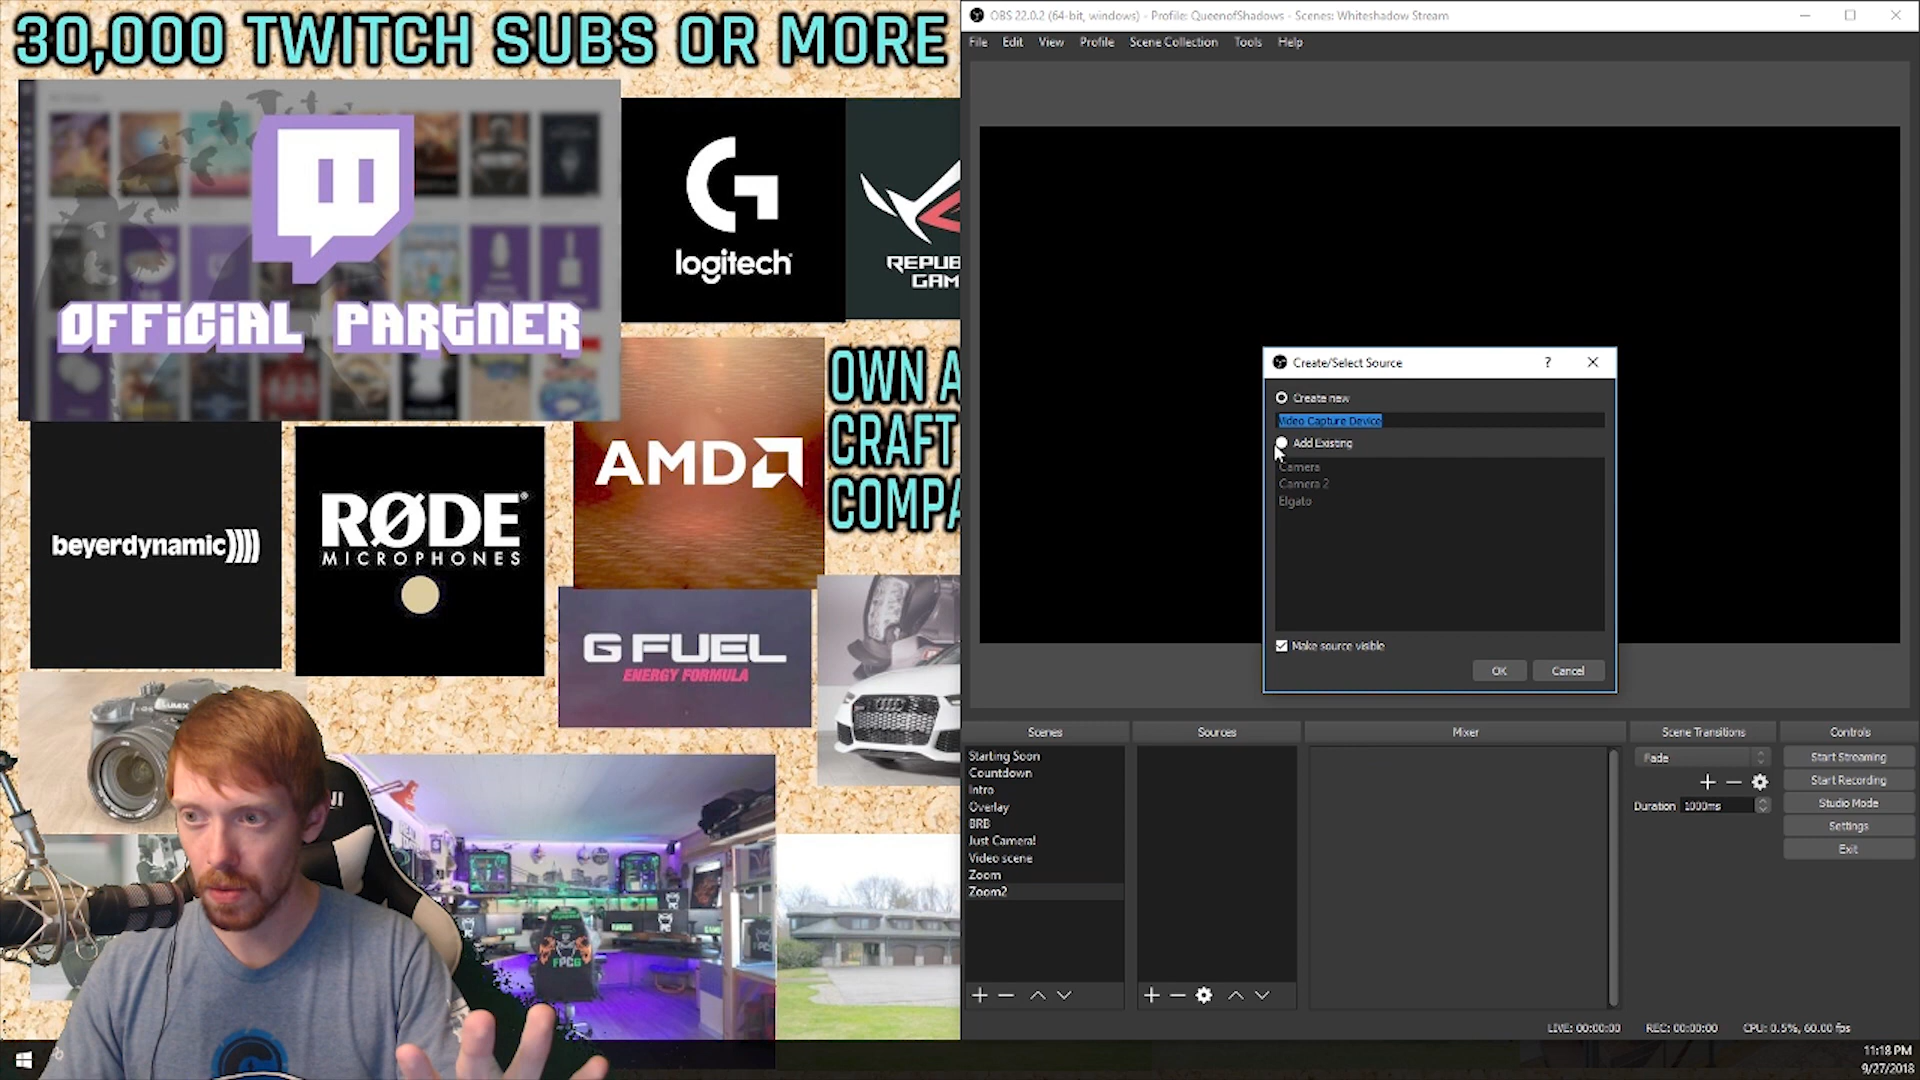 30,000 TWITCH SUBS OR MORE
OFFICIAL PARTNER
logitech
REPUB
GAM
OWN A
CRAFT
COMPA
AMD
beyerdynamic
RØDE®
MICROPHONES
G FUEL
ENERGY FORMULA
LUMIX
FPCG
OBS 22.0.2 (64-bit, windows) - Profile: QueenofShadows - Scenes: Whiteshadow Stream
File Edit View Profile Scene Collection Tools Help
Create/Select Source ?
Create new
Video Capture Device
Add Existing
Camera
Camera 2
Elgato
Make source visible
OK Cancel
Scenes
Starting Soon
Countdown
Intro
Overlay
BRB
Just Camera!
Video scene
Zoom
Zoom2
Sources
Mixer
Scene Transitions
Fade
Duration 1000ms
Controls
Start Streaming
Start Recording
Studio Mode
Settings
Exit
LIVE: 00:00:00 REC: 00:00:00 CPU: 0.5%, 60.00 fps
11:18 PM
9/27/2018